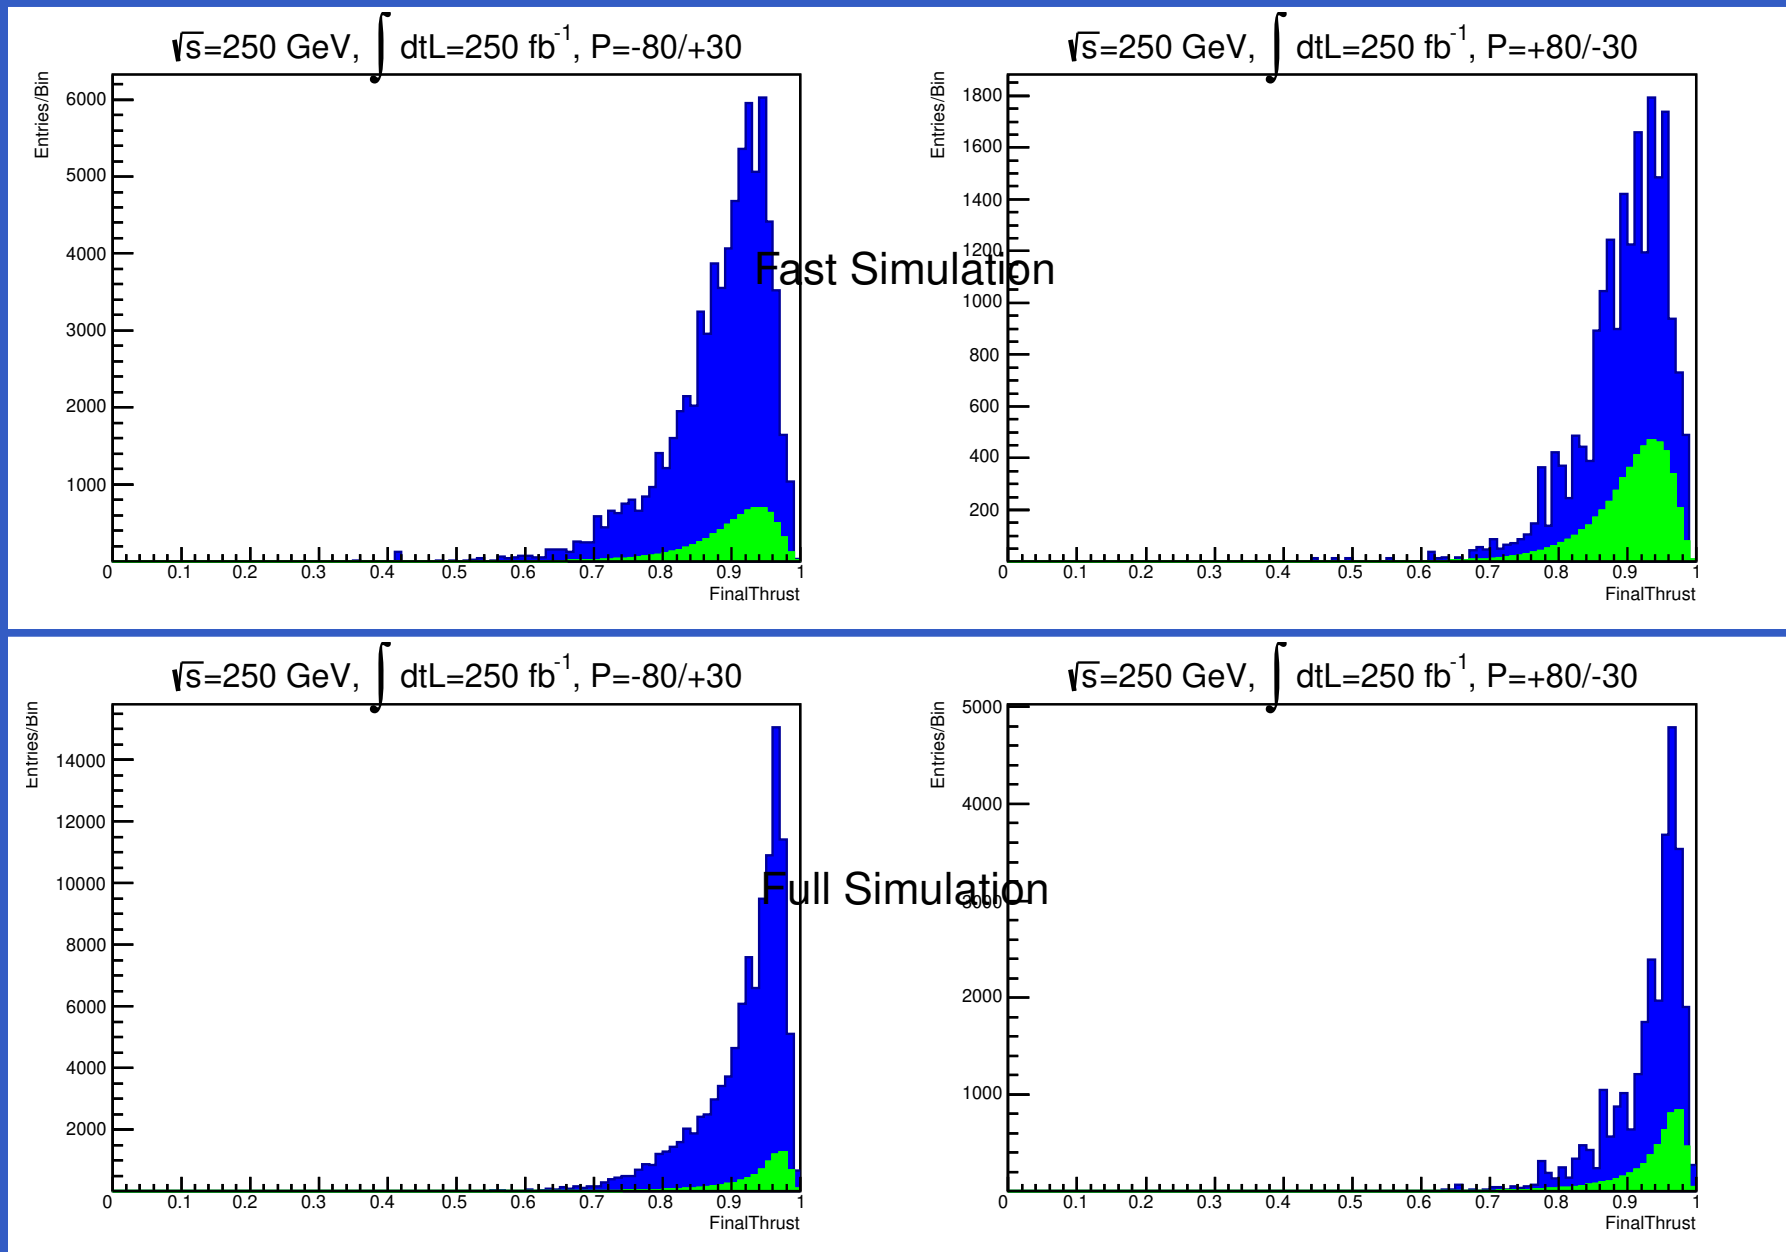 √s=250 GeV, ∫ dtL=250 fb⁻¹, P=-80/+30
Entries/Bin
6000
5000
4000
3000
2000
1000
0 0.1 0.2 0.3 0.4 0.5 0.6 0.7 0.8 0.9 1
FinalThrust
√s=250 GeV, ∫ dtL=250 fb⁻¹, P=+80/-30
Entries/Bin
1800
1600
1400
1200
1000
800
600
400
200
0 0.1 0.2 0.3 0.4 0.5 0.6 0.7 0.8 0.9 1
FinalThrust
Fast Simulation
√s=250 GeV, ∫ dtL=250 fb⁻¹, P=-80/+30
Entries/Bin
14000
12000
10000
8000
6000
4000
2000
0 0.1 0.2 0.3 0.4 0.5 0.6 0.7 0.8 0.9 1
FinalThrust
√s=250 GeV, ∫ dtL=250 fb⁻¹, P=+80/-30
Entries/Bin
5000
4000
3000
2000
1000
0 0.1 0.2 0.3 0.4 0.5 0.6 0.7 0.8 0.9 1
FinalThrust
Full Simulation